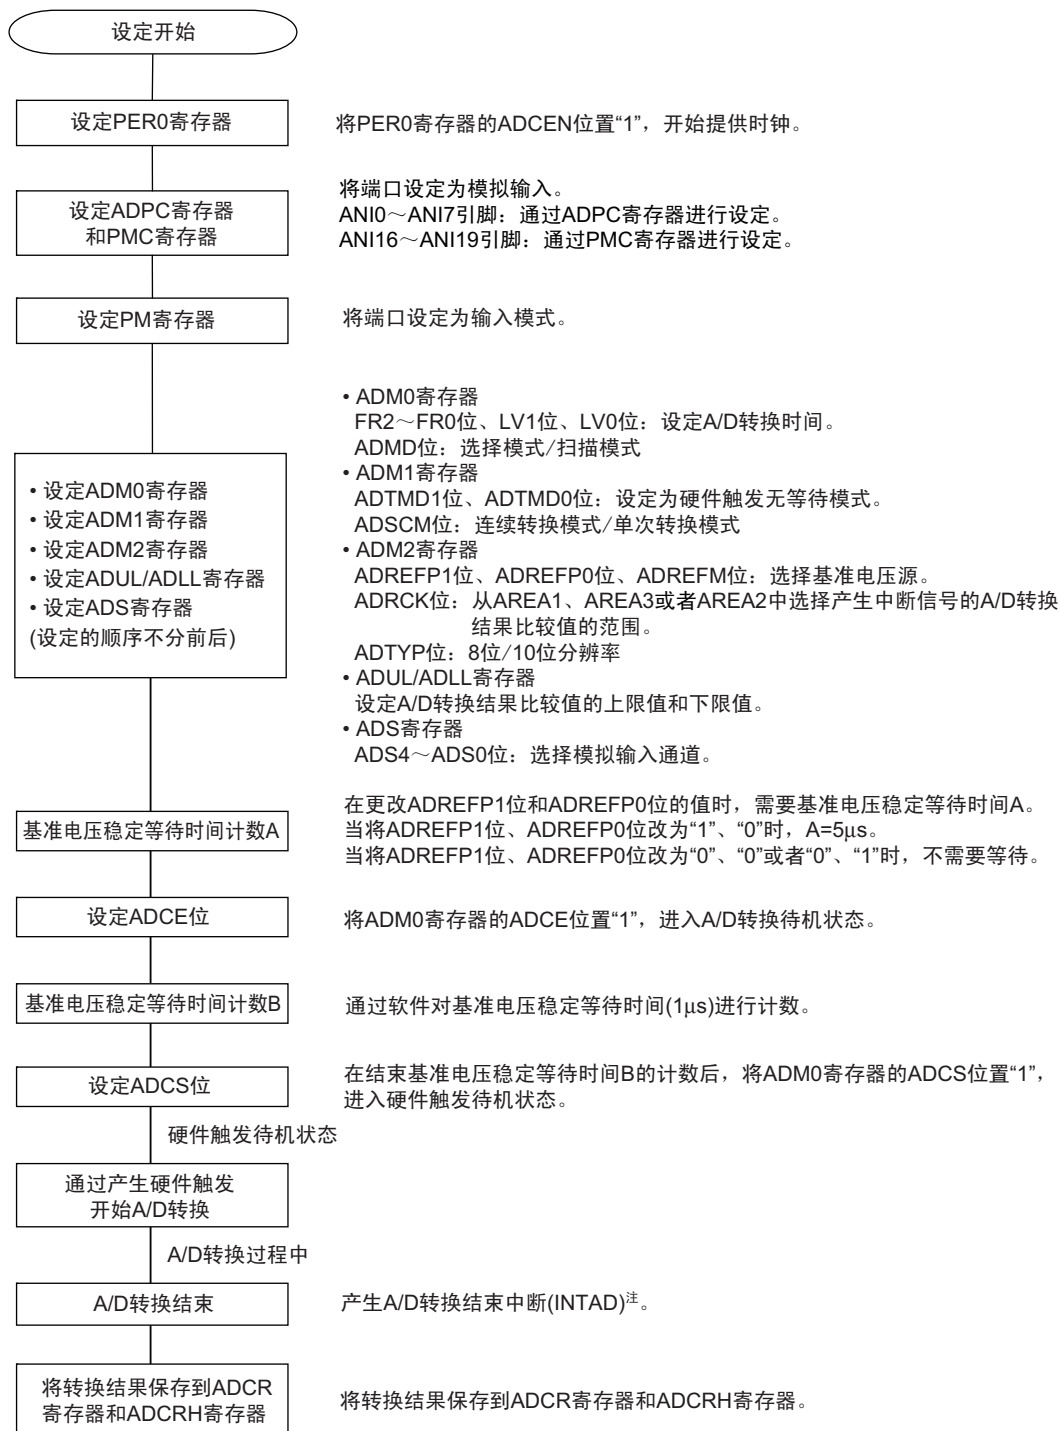 设定开始
设定PER0寄存器
将PER0寄存器的ADCEN位置“1”，开始提供时钟。
设定ADPC寄存器
和PMC寄存器
将端口设定为模拟输入。
ANI0～ANI7引脚：通过ADPC寄存器进行设定。
ANI16～ANI19引脚：通过PMC寄存器进行设定。
设定PM寄存器
将端口设定为输入模式。
• 设定ADM0寄存器
• 设定ADM1寄存器
• 设定ADM2寄存器
• 设定ADUL/ADLL寄存器
• 设定ADS寄存器
(设定的顺序不分前后)
• ADM0寄存器
FR2～FR0位、LV1位、LV0位：设定A/D转换时间。
ADMD位：选择模式/扫描模式
• ADM1寄存器
ADTMD1位、ADTMD0位：设定为硬件触发无等待模式。
ADSCM位：连续转换模式/单次转换模式
• ADM2寄存器
ADREFP1位、ADREFP0位、ADREFM位：选择基准电压源。
ADRCK位：从AREA1、AREA3或者AREA2中选择产生中断信号的A/D转换
结果比较值的范围。
ADTYP位：8位/10位分辨率
• ADUL/ADLL寄存器
设定A/D转换结果比较值的上限值和下限值。
• ADS寄存器
ADS4～ADS0位：选择模拟输入通道。
基准电压稳定等待时间计数A
在更改ADREFP1位和ADREFP0位的值时，需要基准电压稳定等待时间A。
当将ADREFP1位、ADREFP0位改为“1”、“0”时，A=5μs。
当将ADREFP1位、ADREFP0位改为“0”、“0”或者“0”、“1”时，不需要等待。
设定ADCE位
将ADM0寄存器的ADCE位置“1”，进入A/D转换待机状态。
基准电压稳定等待时间计数B
通过软件对基准电压稳定等待时间(1μs)进行计数。
设定ADCS位
在结束基准电压稳定等待时间B的计数后，将ADM0寄存器的ADCS位置“1”，
进入硬件触发待机状态。
硬件触发待机状态
通过产生硬件触发
开始A/D转换
A/D转换过程中
A/D转换结束
产生A/D转换结束中断(INTAD)注。
将转换结果保存到ADCR
寄存器和ADCRH寄存器
将转换结果保存到ADCR寄存器和ADCRH寄存器。